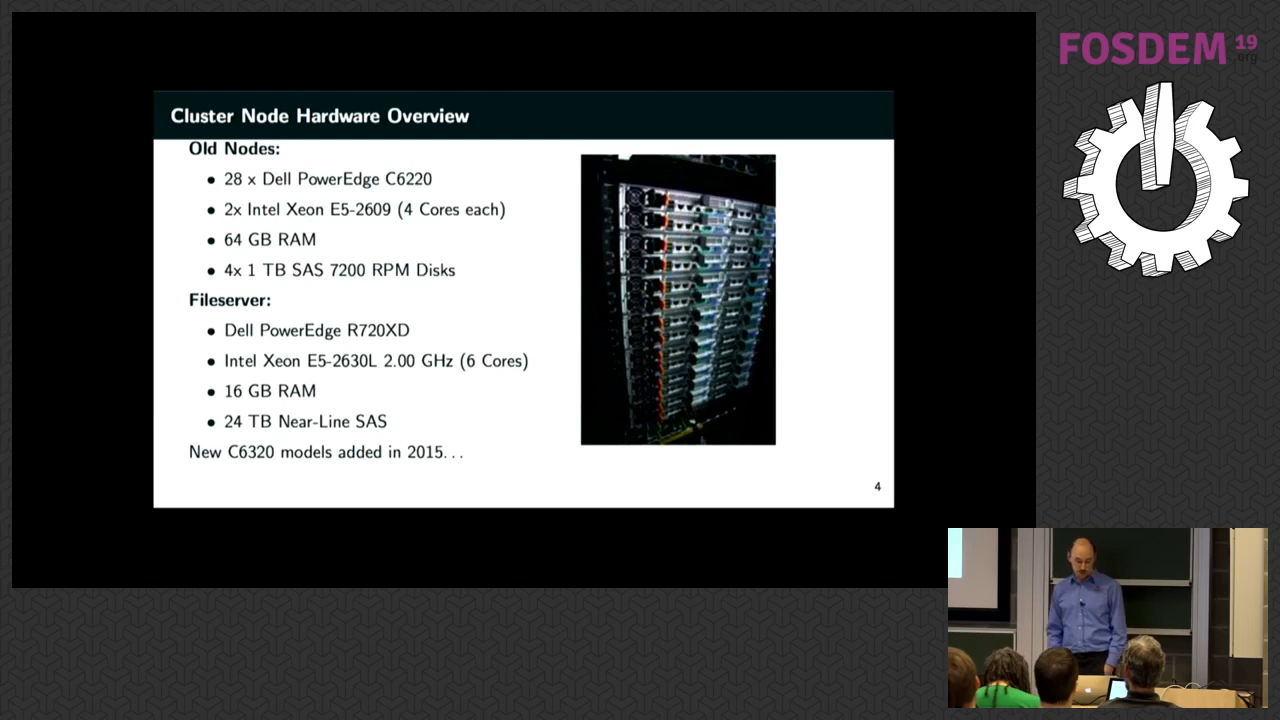 FOSDEM 19
.org
Cluster Node Hardware Overview
Old Nodes:
• 28 x Dell PowerEdge C6220
• 2x Intel Xeon E5-2609 (4 Cores each)
• 64 GB RAM
• 4x 1 TB SAS 7200 RPM Disks
Fileserver:
• Dell PowerEdge R720XD
• Intel Xeon E5-2630L 2.00 GHz (6 Cores)
• 16 GB RAM
• 24 TB Near-Line SAS
New C6320 models added in 2015...
4